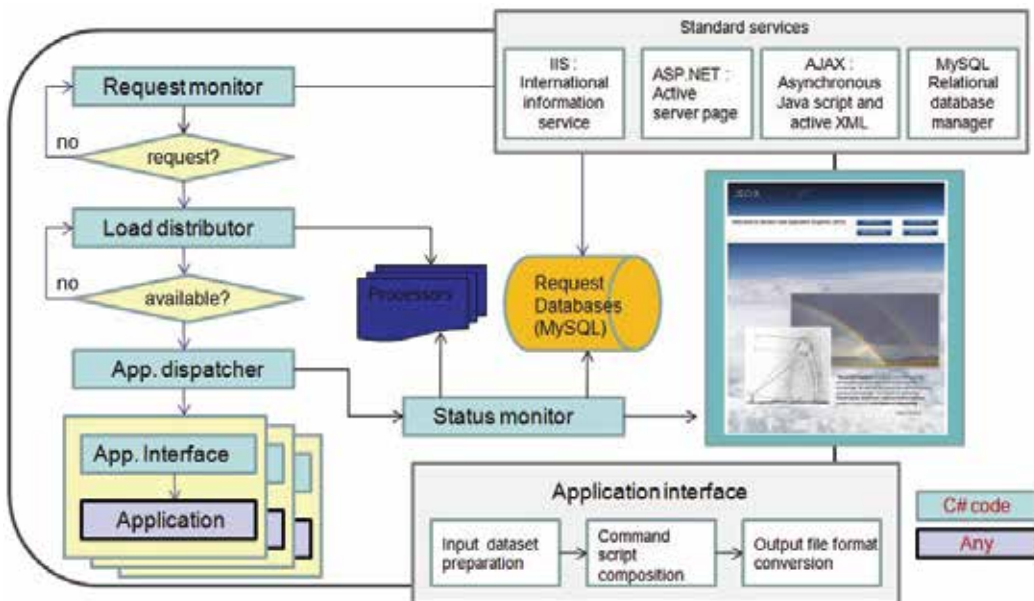 Standard services
IIS :
International
information
service
ASP.NET :
Active
server page
AJAX :
Asynchronous
Java script and
active XML
MySQL
Relational
database
manager
Request monitor
no
request?
Load distributor
no
available?
Processors
Request
Databases
(MySQL)
App. dispatcher
Status monitor
App. Interface
Application
Application interface
Input dataset
preparation
Command
script
composition
Output file format
conversion
C# code
Any